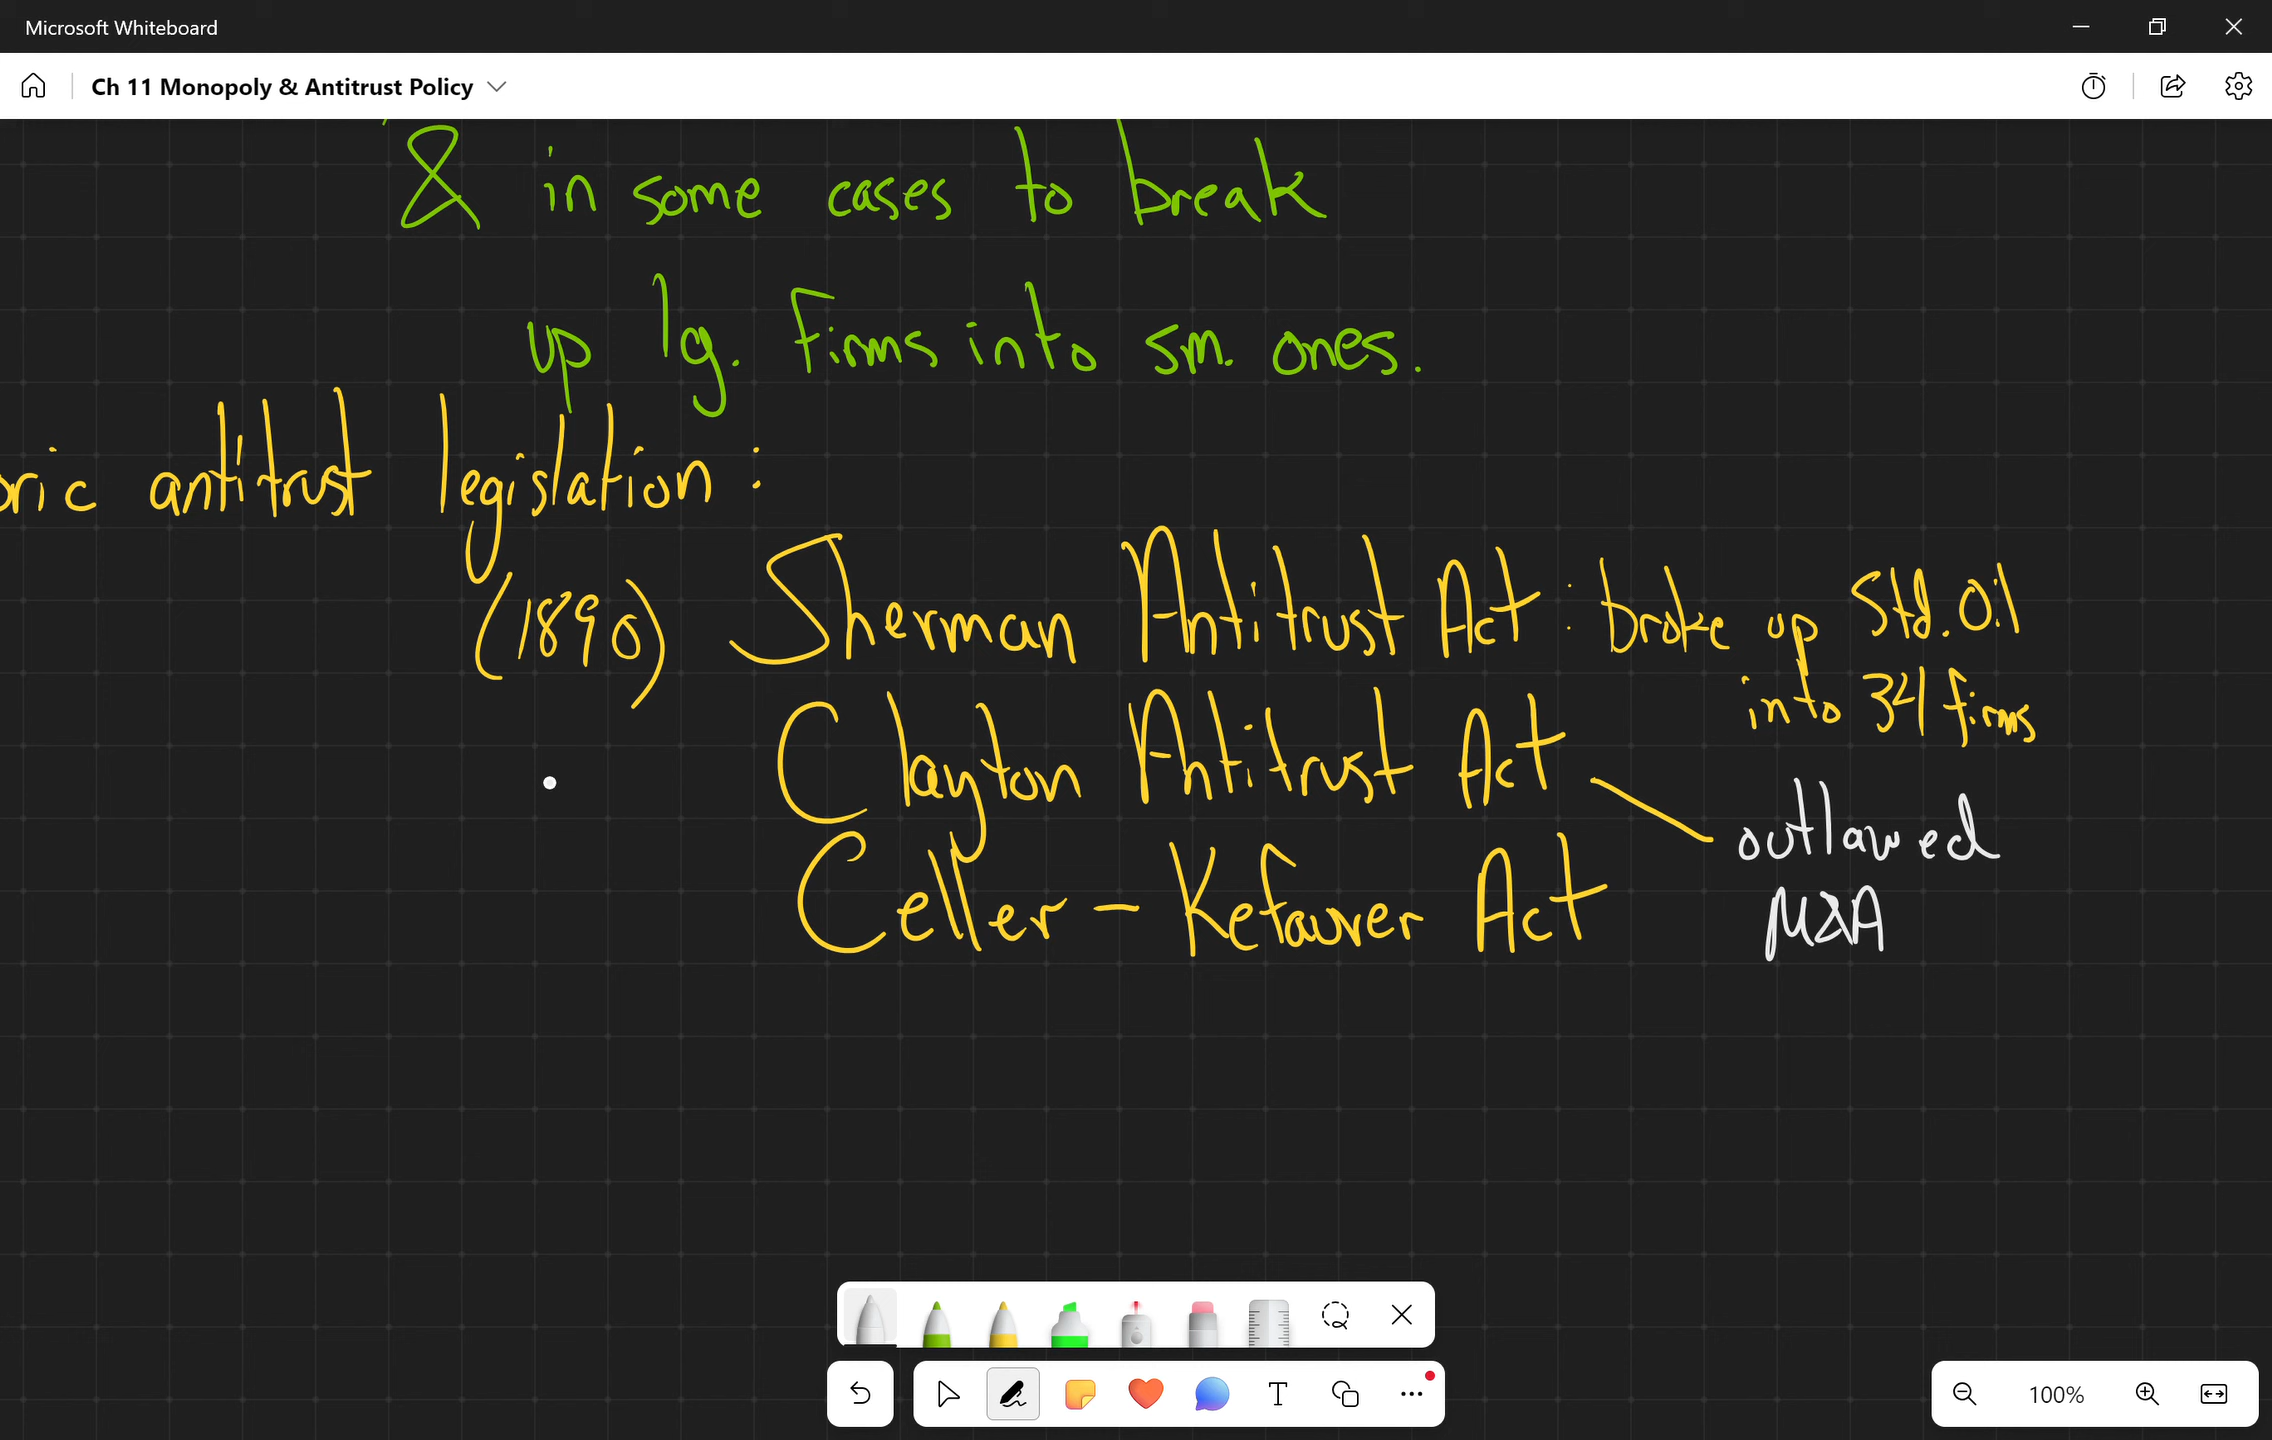 Microsoft Whiteboard
Ch 11 Monopoly & Antitrust Policy
& in some cases to break
up lg. firms into sm. ones.
oric antitrust legislation:
(1890) Sherman Antitrust Act: broke up Std. Oil
into 34 firms
Clayton Antitrust Act
outlawed
M&A
Celler-Kefauver Act
T
100%